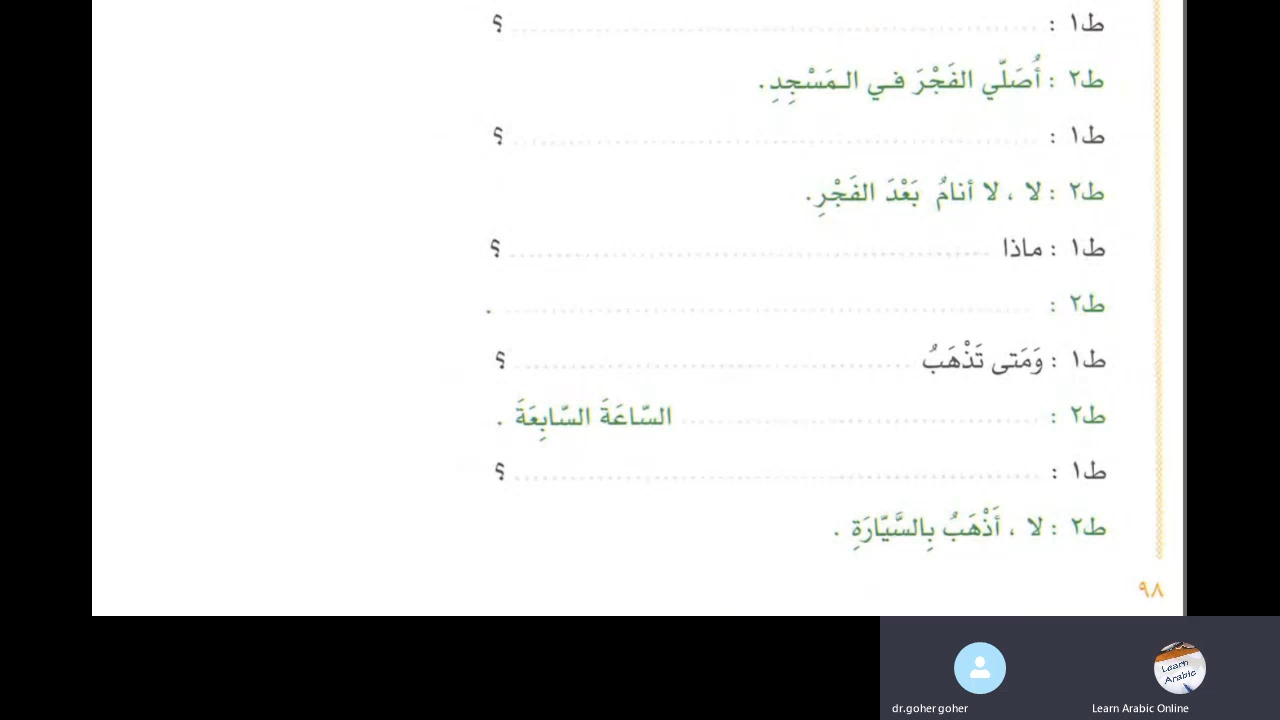 ط١ : ........................ ؟
ط٢ : أُصَلّي الفَجْرَ في المَسْجِدِ.
ط١ : ........................ ؟
ط٢ : لا ، لا أنامُ بَعْدَ الفَجْرِ.
ط١ : ماذا ........................ ؟
ط٢ : ........................ .
ط١ : وَمَتى تَذْهَبُ ........................ ؟
ط٢ : ........................ السّاعَةَ السّابِعَةَ .
ط١ : ........................ ؟
ط٢ : لا ، أَذْهَبُ بِالسَّيّارَةِ .
٩٨
Learn Arabic
dr.goher goher
Learn Arabic Online